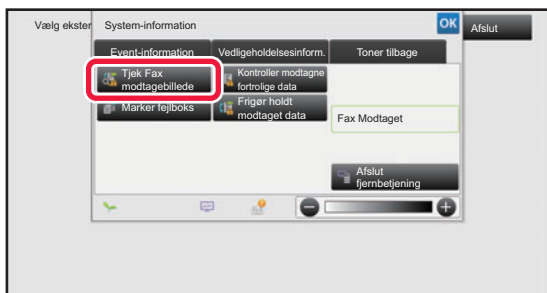 Vælg ekster
System-information
OK
Afslut
Event-information
Vedligeholdelsesinform.
Toner tilbage
Tjek Fax
modtagebillede
Kontroller modtagne
fortrolige data
Marker fejlboks
Frigør holdt
modtaget data
Fax Modtaget
Afslut
fjernbetjening